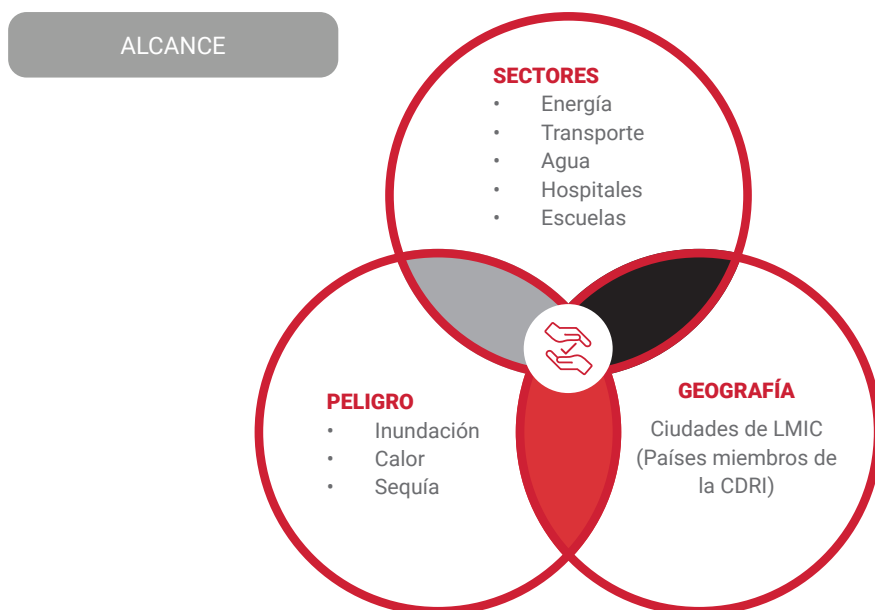 ALCANCE
SECTORES
• Energía
• Transporte
• Agua
• Hospitales
• Escuelas
PELIGRO
• Inundación
• Calor
• Sequía
GEOGRAFÍA
Ciudades de LMIC
(Países miembros de
la CDRI)